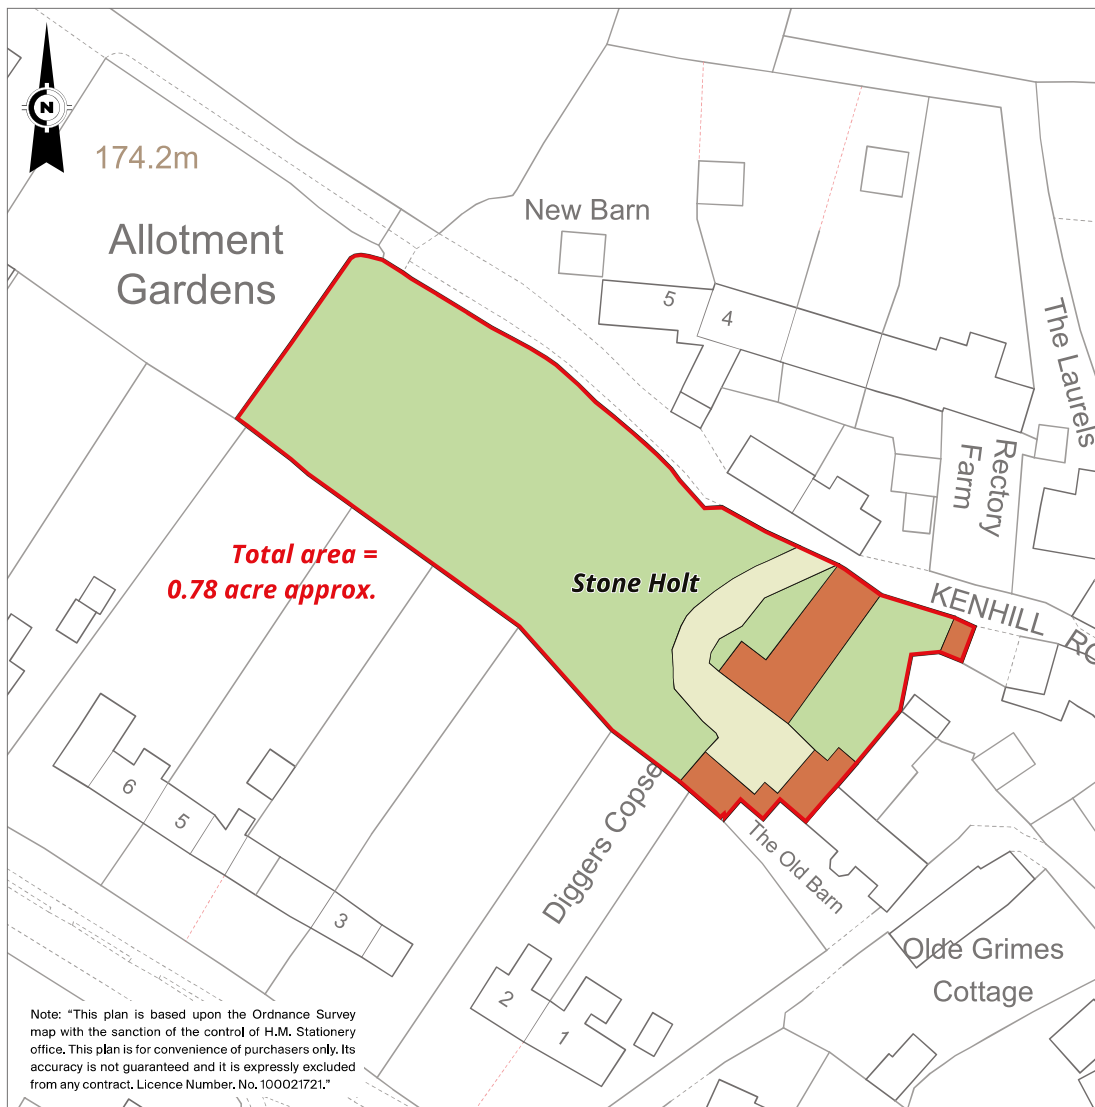 N
174.2m
Allotment
Gardens
New Barn
5
4
The Laurels
Rectory
Farm
Total area =
0.78 acre approx.
Stone Holt
KENHILL RO
6
5
3
Diggers Copse
The Old Barn
2
1
Olde Grimes
Cottage
Note: “This plan is based upon the Ordnance Survey
map with the sanction of the control of H.M. Stationery
office. This plan is for convenience of purchasers only. Its
accuracy is not guaranteed and it is expressly excluded
from any contract. Licence Number. No. 100021721.”